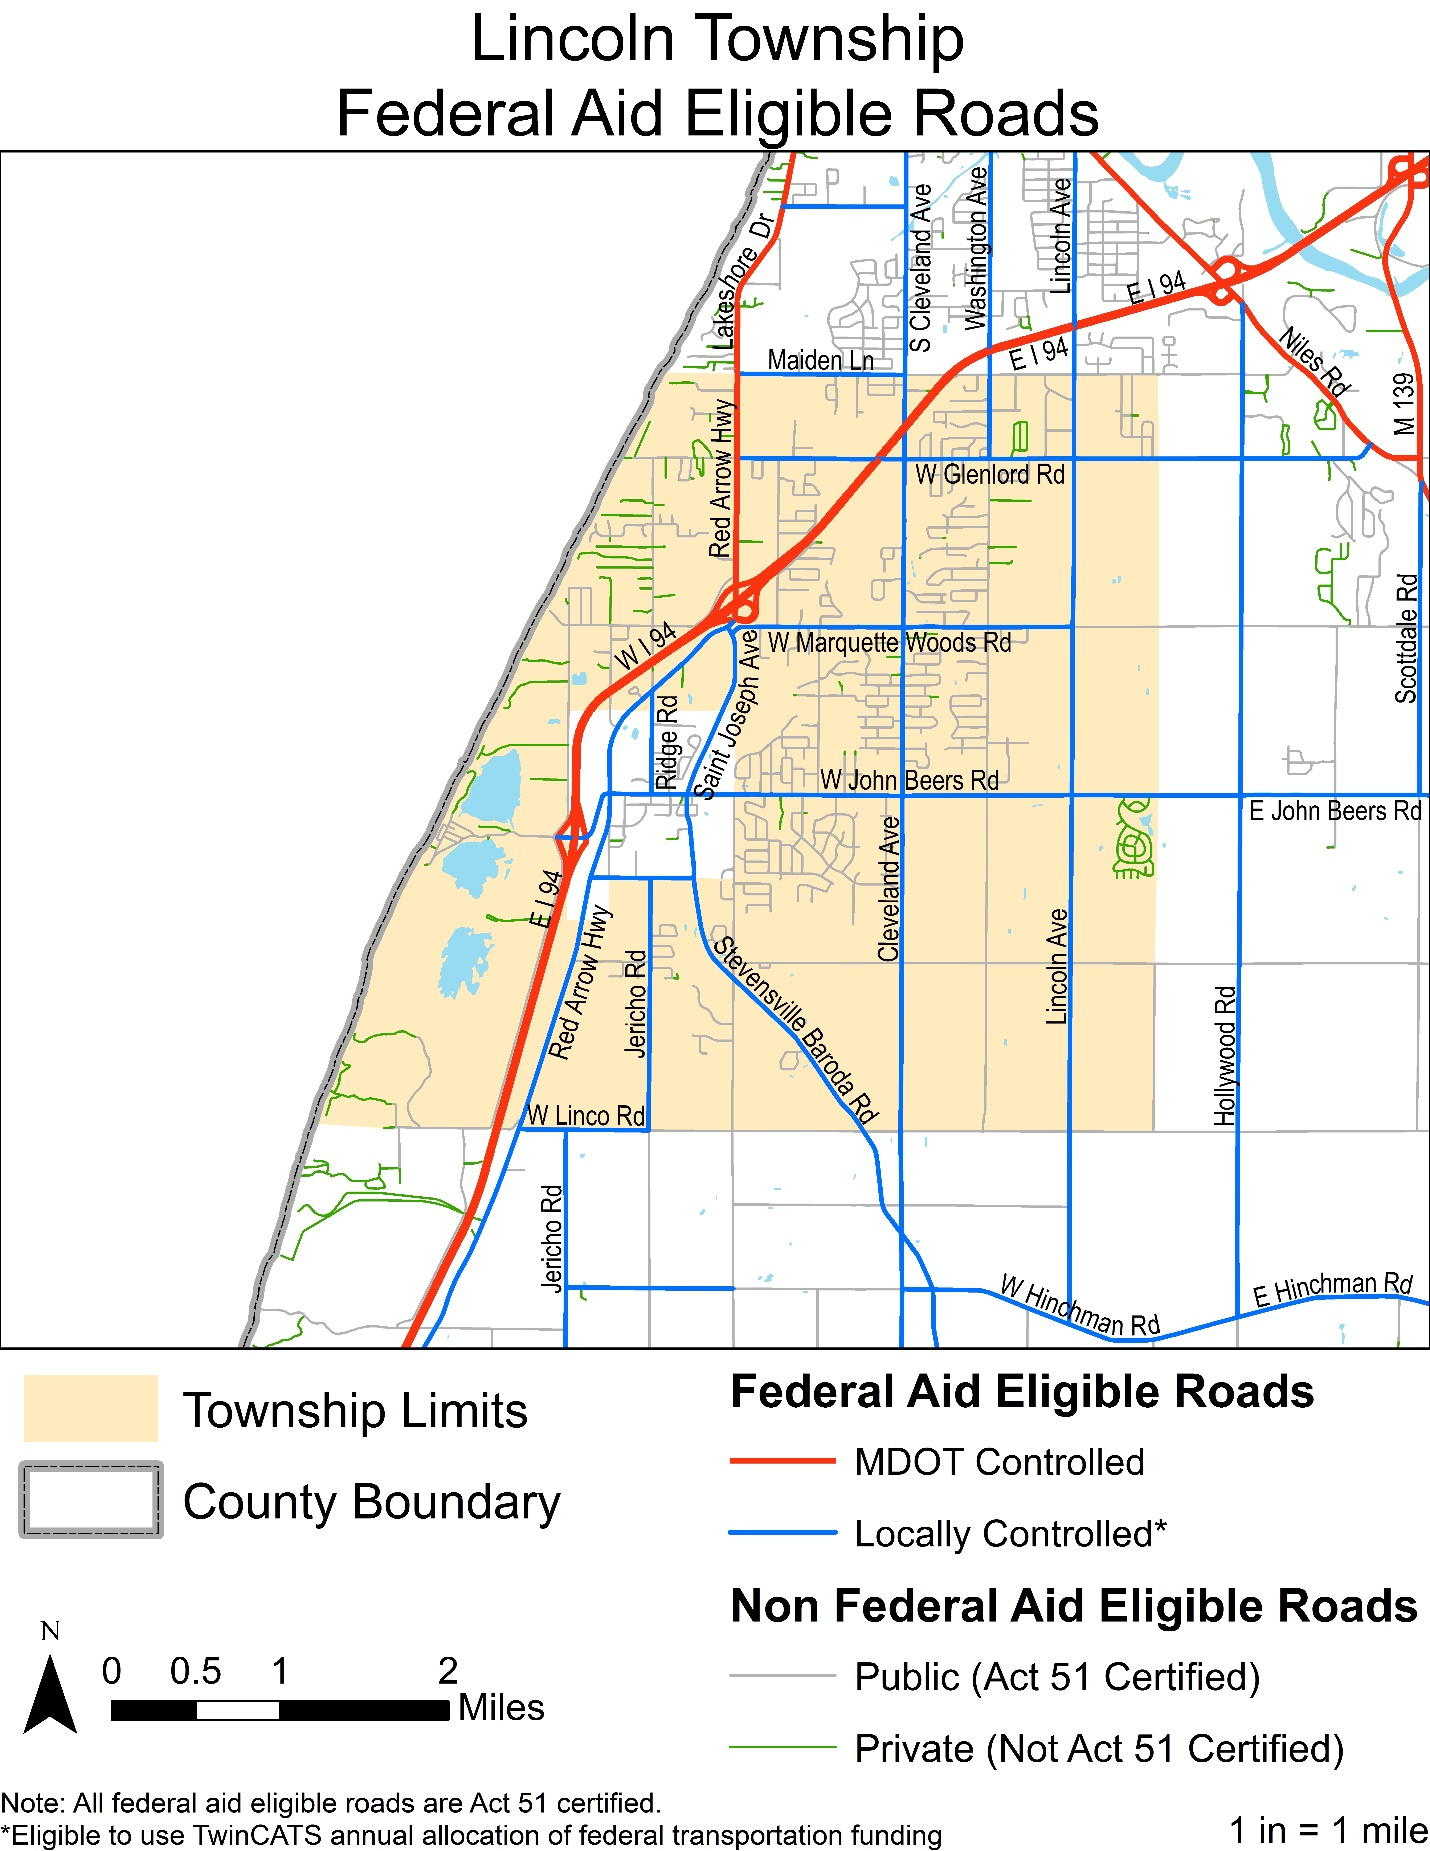 Lincoln Township
Federal Aid Eligible Roads
Lakeshore Dr
S Cleveland Ave
Washington Ave
Lincoln Ave
E I 94
E I 94
Maiden Ln
Niles Rd
M 139
Red Arrow Hwy
W Glenlord Rd
Scottdale Rd
W I 94
W Marquette Woods Rd
Saint Joseph Ave
Ridge Rd
W John Beers Rd
E John Beers Rd
Cleveland Ave
E I 94
Red Arrow Hwy
Jericho Rd
Stevensville Baroda Rd
Lincoln Ave
Hollywood Rd
W Linco Rd
Jericho Rd
W Hinchman Rd
E Hinchman Rd
Township Limits
County Boundary
Federal Aid Eligible Roads
MDOT Controlled
Locally Controlled*
Non Federal Aid Eligible Roads
Public (Act 51 Certified)
Private (Not Act 51 Certified)
N
0 0.5 1 2
Miles
Note: All federal aid eligible roads are Act 51 certified.
*Eligible to use TwinCATS annual allocation of federal transportation funding
1 in = 1 mile